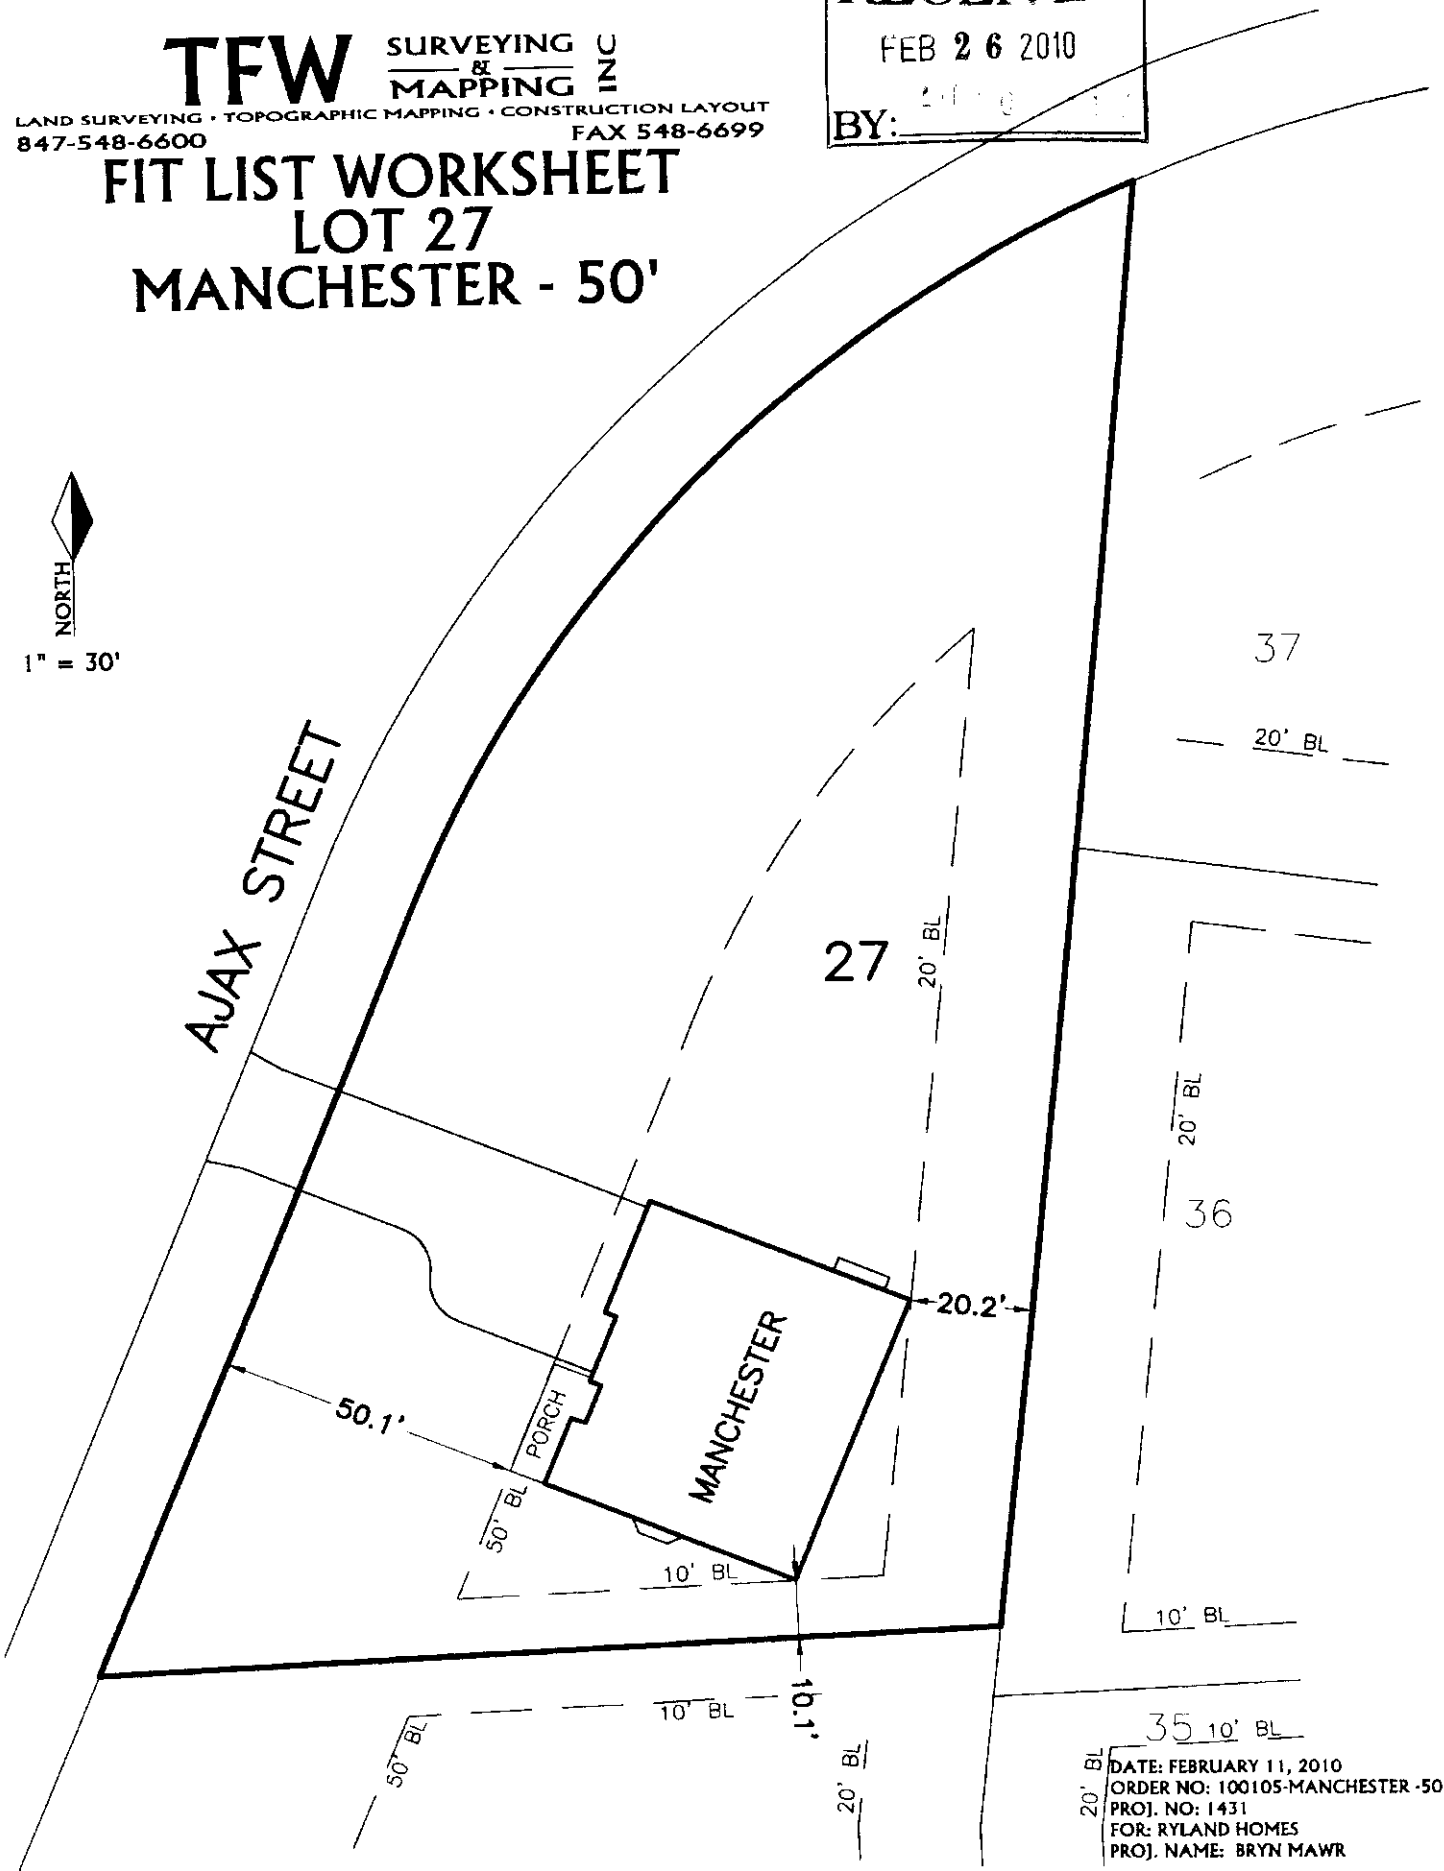 TFW SURVEYING & MAPPING INC
LAND SURVEYING • TOPOGRAPHIC MAPPING • CONSTRUCTION LAYOUT
847-548-6600 FAX 548-6699
FIT LIST WORKSHEET
LOT 27
MANCHESTER - 50'
FEB 26 2010
BY:
NORTH
1" = 30'
AJAX STREET
37
20' BL
27
20' BL
20' BL
36
20.2'
MANCHESTER
50.1'
PORCH
50' BL
10' BL
10' BL
10.1'
10' BL
50' BL
20' BL
35 10' BL
20' BL
DATE: FEBRUARY 11, 2010
ORDER NO: 100105-MANCHESTER -50
PROJ. NO: 1431
FOR: RYLAND HOMES
PROJ. NAME: BRYN MAWR